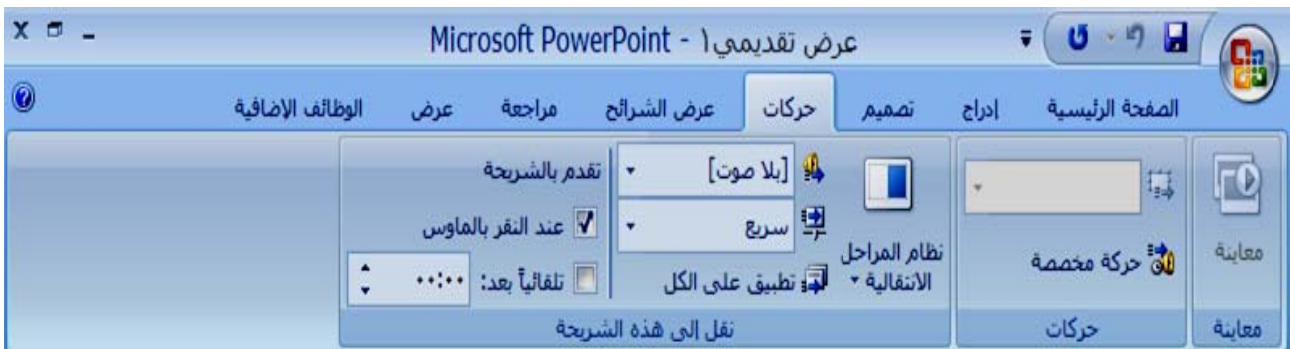 عرض تقديمي١ - Microsoft PowerPoint
الصفحة الرئيسية إدراج تصميم حركات عرض الشرائح مراجعة عرض الوظائف الإضافية
معاينة
معاينة
حركة مخصصة
حركات
نظام المراحل
الانتقالية
[بلا صوت]
سريع
تطبيق على الكل
تقدم بالشريحة
عند النقر بالماوس
تلقائياً بعد: ٠٠:٠٠
نقل إلى هذه الشريحة